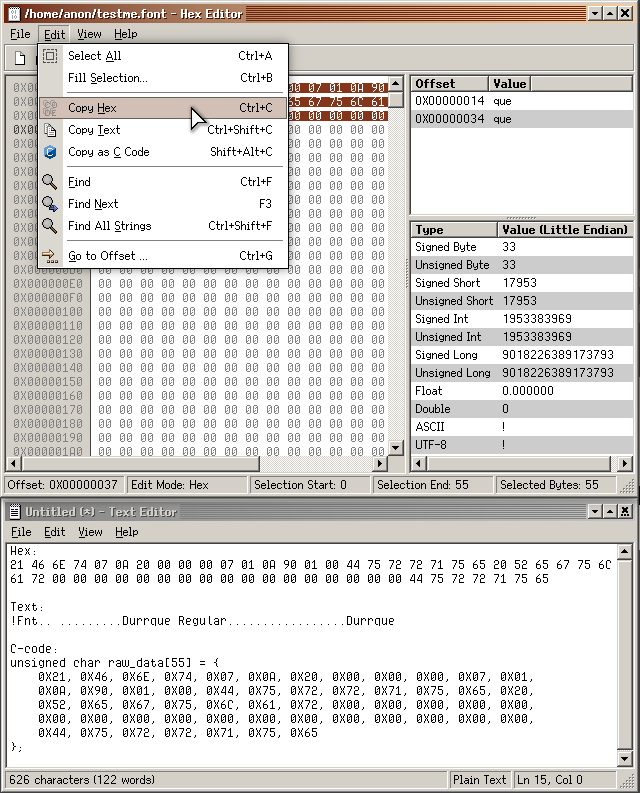 /home/anon/testme.font - Hex Editor
File Edit View Help
Select All Ctrl+A
Fill Selection... Ctrl+B
Copy Hex Ctrl+C
Copy Text Ctrl+Shift+C
Copy as C Code Shift+Alt+C
Find Ctrl+F
Find Next F3
Find All Strings Ctrl+Shift+F
Go to Offset ... Ctrl+G
00 07 01 0A 90
65 67 75 6C 61
00 00 00 00
0X000000E0 00 00 00 00 00 00 00 00 00 00 00 00 00 00
0X000000F0 00 00 00 00 00 00 00 00 00 00 00 00 00 00
0X00000100 00 00 00 00 00 00 00 00 00 00 00 00 00 00
0X00000110 00 00 00 00 00 00 00 00 00 00 00 00 00 00
0X00000120 00 00 00 00 00 00 00 00 00 00 00 00 00 00
0X00000130 00 00 00 00 00 00 00 00 00 00 00 00 00 00
0X00000140 00 00 00 00 00 00 00 00 00 00 00 00 00 00
0X00000150 00 00 00 00 00 00 00 00 00 00 00 00 00 00
0X00000160 00 00 00 00 00 00 00 00 00 00 00 00 00 00
0X00000170 00 00 00 00 00 00 00 00 00 00 00 00 00 00
0X00000180 00 00 00 00 00 00 00 00 00 00 00 00 00 00
0X00000190 00 00 00 00 00 00 00 00 00 00 00 00 00 00
0X000001A0 00 00 00 00 00 00 00 00 00 00 00 00 00 00
Offset Value
0X00000014 que
0X00000034 que
Type Value (Little Endian)
Signed Byte 33
Unsigned Byte 33
Signed Short 17953
Unsigned Short 17953
Signed Int 1953383969
Unsigned Int 1953383969
Signed Long 9018226389173793
Unsigned Long 9018226389173793
Float 0.000000
Double 0
ASCII !
UTF-8 !
Offset: 0X00000037 Edit Mode: Hex Selection Start: 0 Selection End: 55 Selected Bytes: 55
Untitled (*) - Text Editor
File Edit View Help
Hex:
21 46 6E 74 07 0A 20 00 00 00 07 01 0A 90 01 00 44 75 72 72 71 75 65 20 52 65 67 75 6C
61 72 00 00 00 00 00 00 00 00 00 00 00 00 00 00 00 00 00 44 75 72 72 71 75 65
Text:
!Fnt.. .........Durrque Regular.................Durrque
C-code:
unsigned char raw_data[55] = {
0X21, 0X46, 0X6E, 0X74, 0X07, 0X0A, 0X20, 0X00, 0X00, 0X00, 0X07, 0X01,
0X0A, 0X90, 0X01, 0X00, 0X44, 0X75, 0X72, 0X72, 0X71, 0X75, 0X65, 0X20,
0X52, 0X65, 0X67, 0X75, 0X6C, 0X61, 0X72, 0X00, 0X00, 0X00, 0X00, 0X00,
0X00, 0X00, 0X00, 0X00, 0X00, 0X00, 0X00, 0X00, 0X00, 0X00, 0X00, 0X00,
0X44, 0X75, 0X72, 0X72, 0X71, 0X75, 0X65
};
626 characters (122 words) Plain Text Ln 15, Col 0